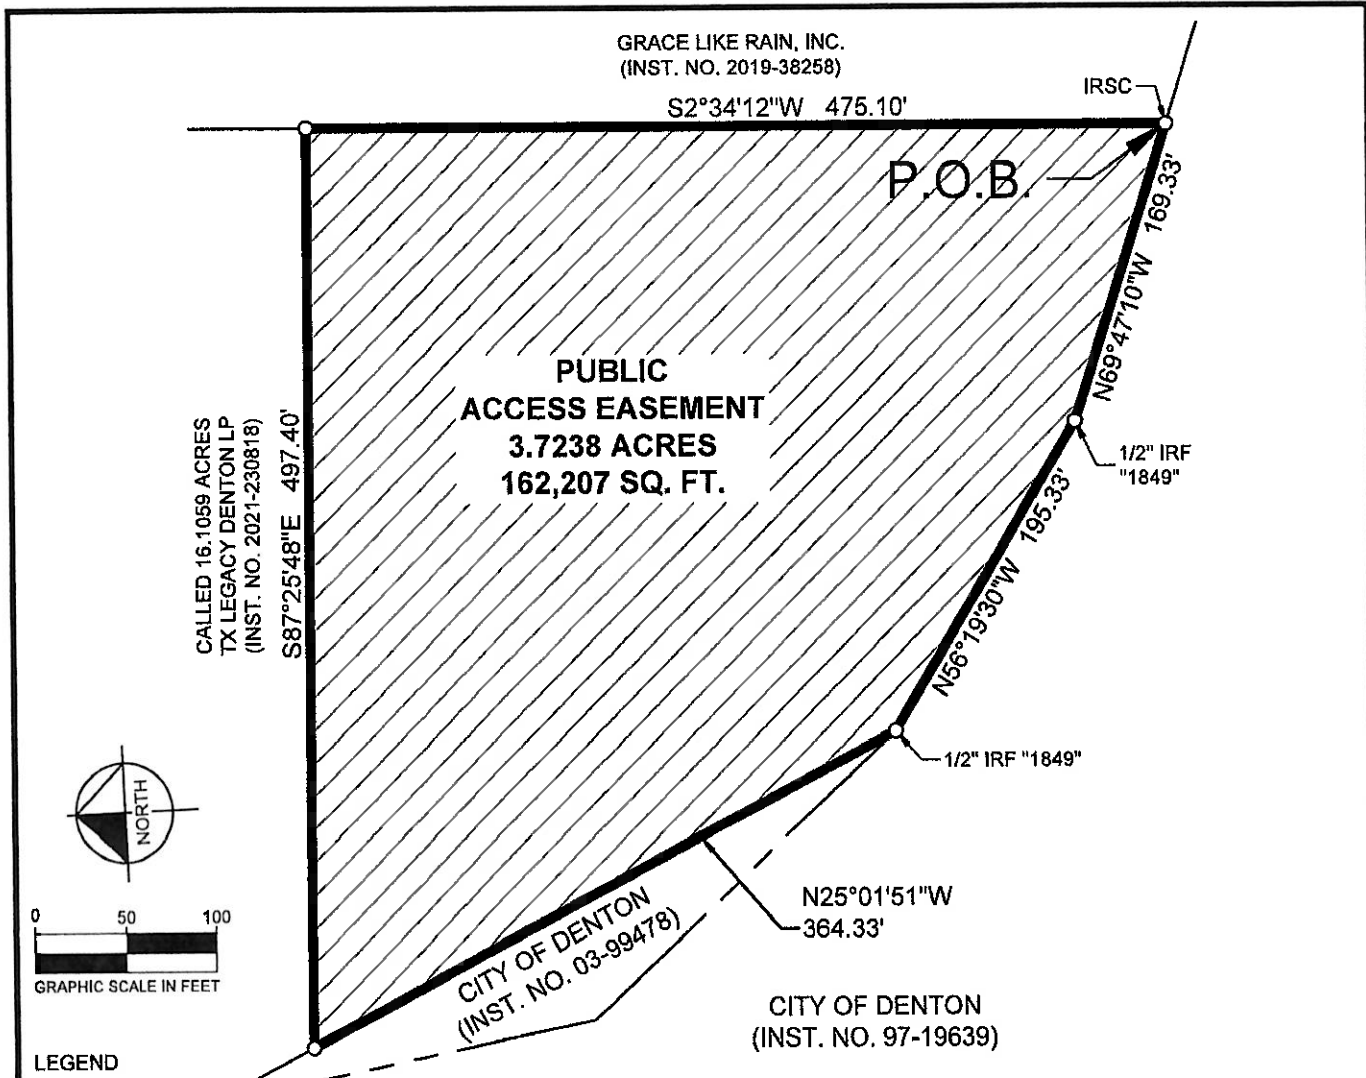 GRACE LIKE RAIN, INC.
(INST. NO. 2019-38258)
IRSC
S2°34'12"W 475.10'
P.O.B.
N69°47'10"W 169.33'
PUBLIC
ACCESS EASEMENT
3.7238 ACRES
162,207 SQ. FT.
CALLED 16.1059 ACRES
TX LEGACY DENTON LP
(INST. NO. 2021-230818)
S87°25'48"E 497.40'
1/2" IRF
"1849"
N56°19'30"W 195.33'
1/2" IRF "1849"
NORTH
N25°01'51"W
364.33'
0 50 100
GRAPHIC SCALE IN FEET
CITY OF DENTON
(INST. NO. 03-99478)
CITY OF DENTON
(INST. NO. 97-19639)
LEGEND